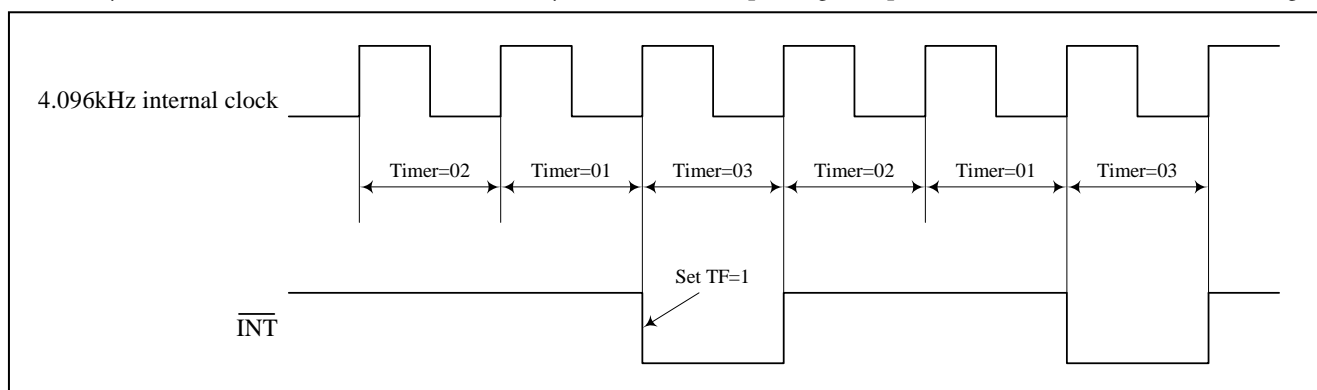 4.096kHz internal clock
Timer=02 Timer=01 Timer=03 Timer=02 Timer=01 Timer=03
Set TF=1
INT